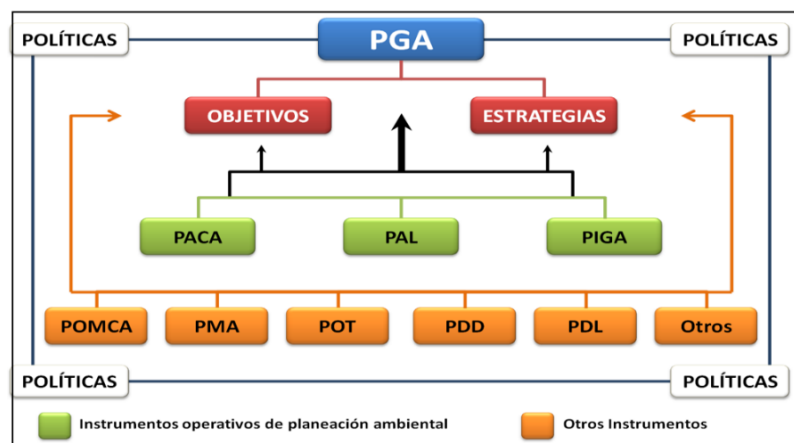 POLÍTICAS
PGA
POLÍTICAS
OBJETIVOS
ESTRATEGIAS
PACA
PAL
PIGA
POMCA
PMA
POT
PDD
PDL
Otros
POLÍTICAS
POLÍTICAS
Instrumentos operativos de planeación ambiental
Otros Instrumentos